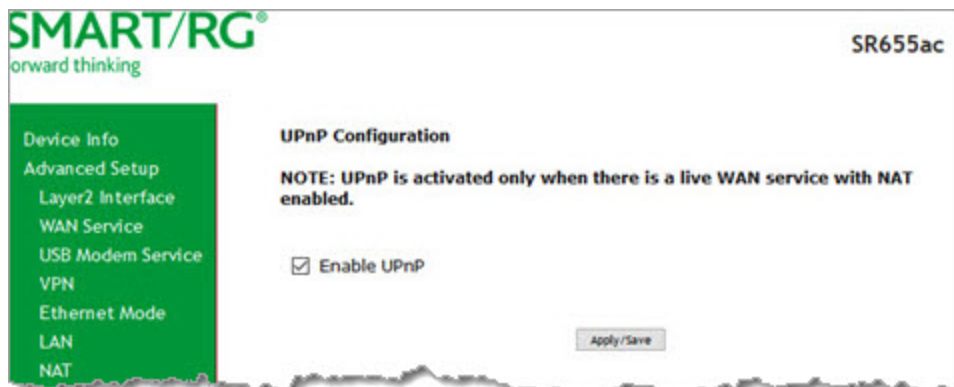 SMART/RG®
orward thinking
SR655ac
Device Info
Advanced Setup
Layer2 Interface
WAN Service
USB Modem Service
VPN
Ethernet Mode
LAN
NAT
UPnP Configuration
NOTE: UPnP is activated only when there is a live WAN service with NAT
enabled.
Enable UPnP
Apply/Save